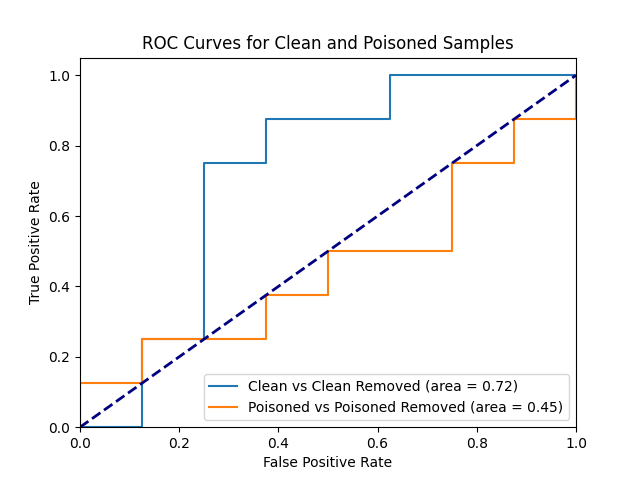 ROC Curves for Clean and Poisoned Samples
1.0
0.8
0.6
0.4
0.2
0.0
True Positive Rate
Clean vs Clean Removed (area = 0.72)
Poisoned vs Poisoned Removed (area = 0.45)
0.0 0.2 0.4 0.6 0.8 1.0
False Positive Rate